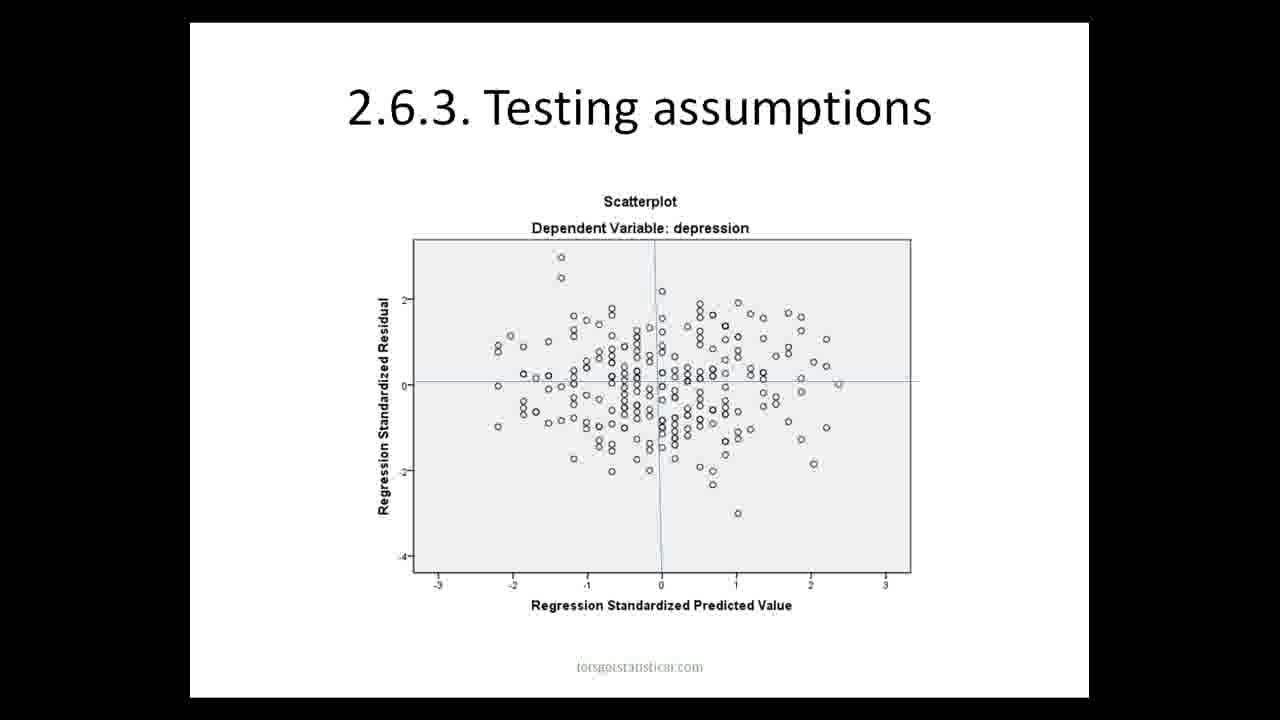 2.6.3. Testing assumptions
Scatterplot
Dependent Variable: depression
Regression Standardized Residual
2
0
-2
-4
-3 -2 -1 0 1 2 3
Regression Standardized Predicted Value